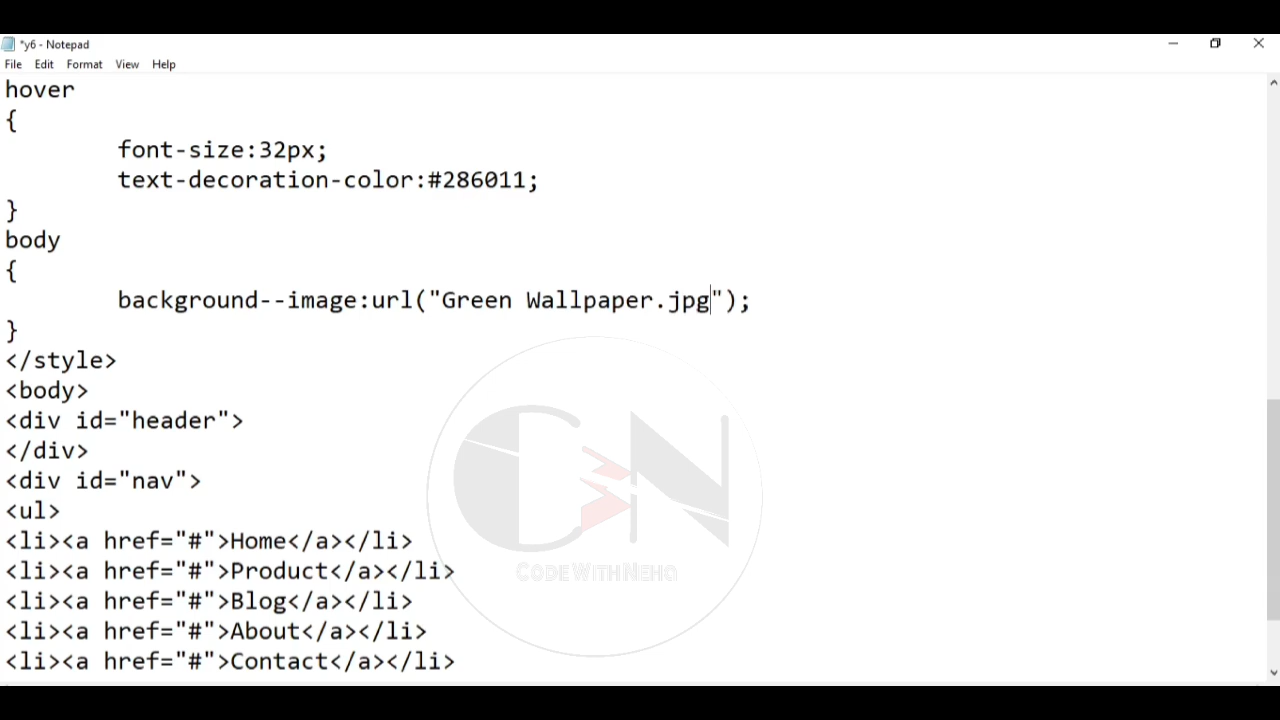 *y6 - Notepad
File Edit Format View Help
hover
{
font-size:32px;
text-decoration-color:#286011;
}
body
{
background--image:url("Green Wallpaper.jpg");
}
</style>
<body>
<div id="header">
</div>
<div id="nav">
<ul>
<li><a href="#">Home</a></li>
<li><a href="#">Product</a></li>
<li><a href="#">Blog</a></li>
<li><a href="#">About</a></li>
<li><a href="#">Contact</a></li>
CN
CODEWITHNEHA